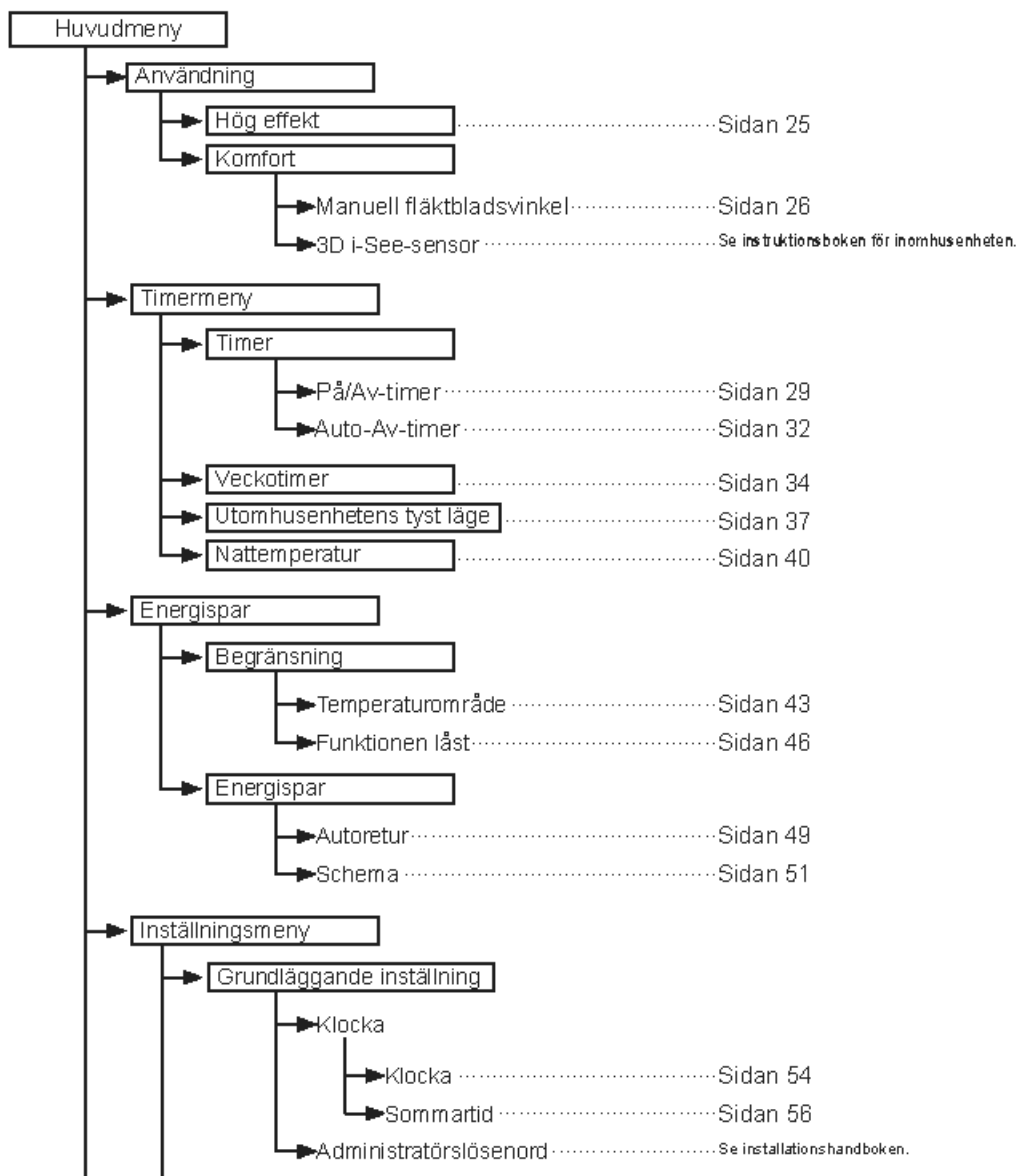 Huvudmeny
Användning
Hög effekt Sidan 25
Komfort
Manuell fläktbladsvinkel Sidan 26
3D i-See-sensor Se instruktionsboken för inomhusenheten.
Timermeny
Timer
På/Av-timer Sidan 29
Auto-Av-timer Sidan 32
Veckotimer Sidan 34
Utomhusenhetens tyst läge Sidan 37
Nattemperatur Sidan 40
Energispar
Begränsning
Temperaturområde Sidan 43
Funktionen låst Sidan 46
Energispar
Autoretur Sidan 49
Schema Sidan 51
Inställningsmeny
Grundläggande inställning
Klocka
Klocka Sidan 54
Sommartid Sidan 56
Administratörslösenord Se installationshandboken.